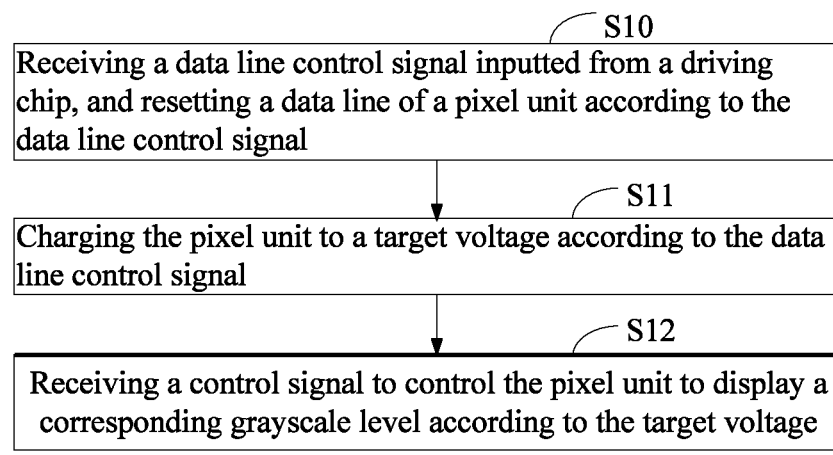 S10
Receiving a data line control signal inputted from a driving
chip, and resetting a data line of a pixel unit according to the
data line control signal
S11
Charging the pixel unit to a target voltage according to the data
line control signal
S12
Receiving a control signal to control the pixel unit to display a
corresponding grayscale level according to the target voltage